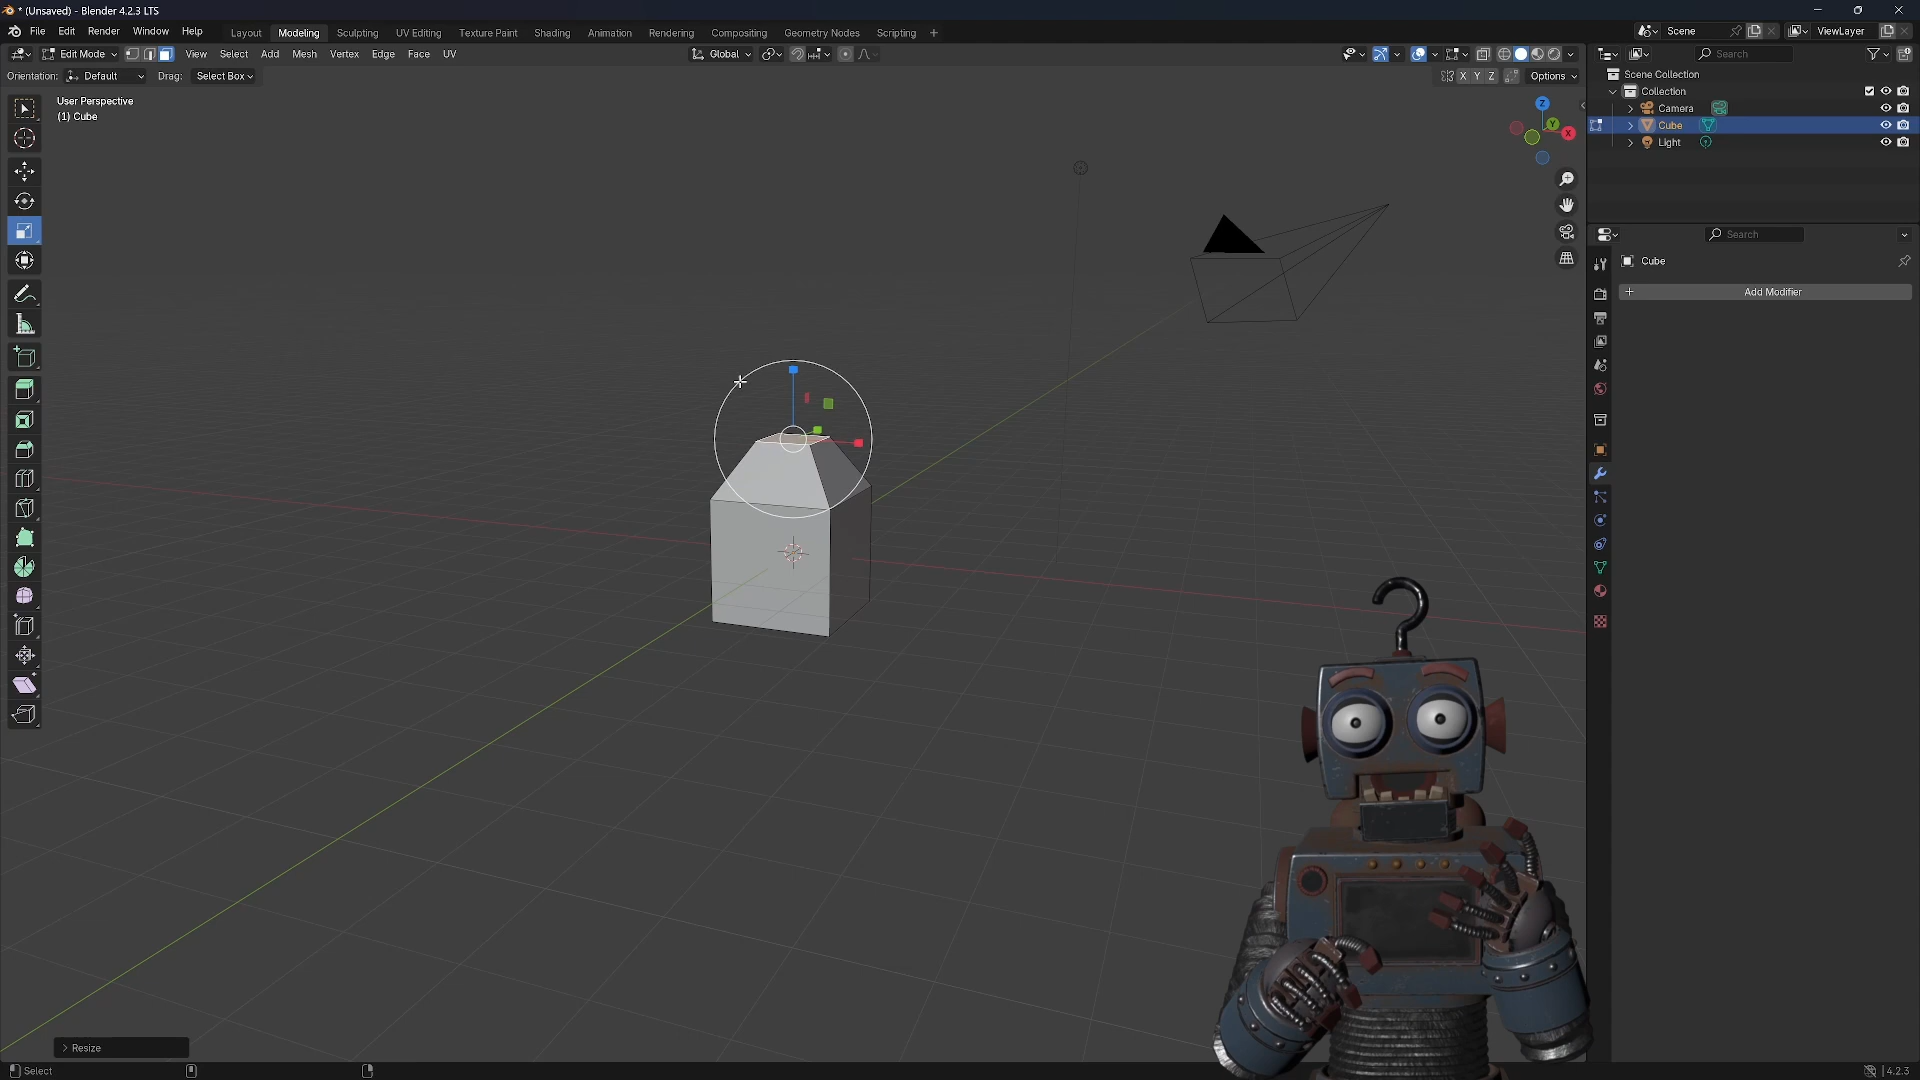 * (Unsaved) - Blender 4.2.3 LTS
File Edit Render Window Help Layout Modeling Sculpting UV Editing Texture Paint Shading Animation Rendering Compositing Geometry Nodes Scripting + Scene ViewLayer
Edit Mode View Select Add Mesh Vertex Edge Face UV Global Search
Orientation: Default Drag: Select Box X Y Z Options
Scene Collection
Collection
Camera
Cube
Light
User Perspective
(1) Cube
Z
Y
X
Search
Cube
+ Add Modifier
> Resize
Select 4.2.3